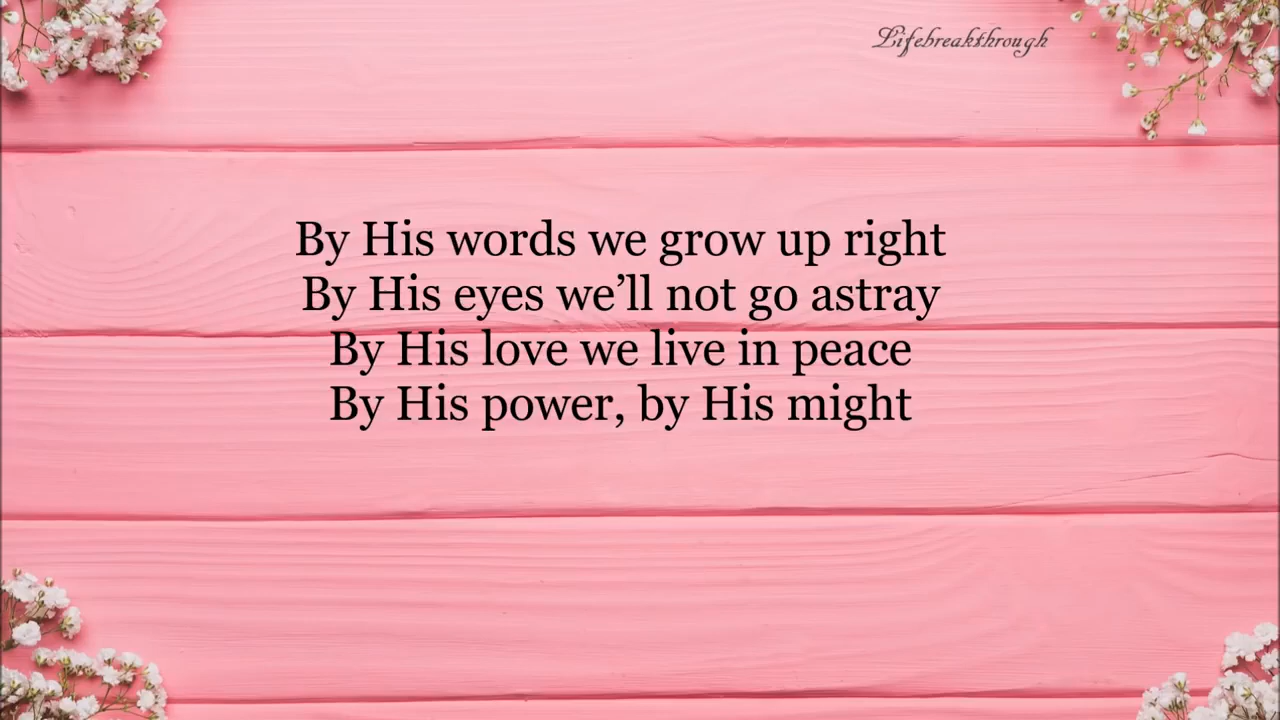 Lifebreakthrough
By His words we grow up right
By His eyes we’ll not go astray
By His love we live in peace
By His power, by His might